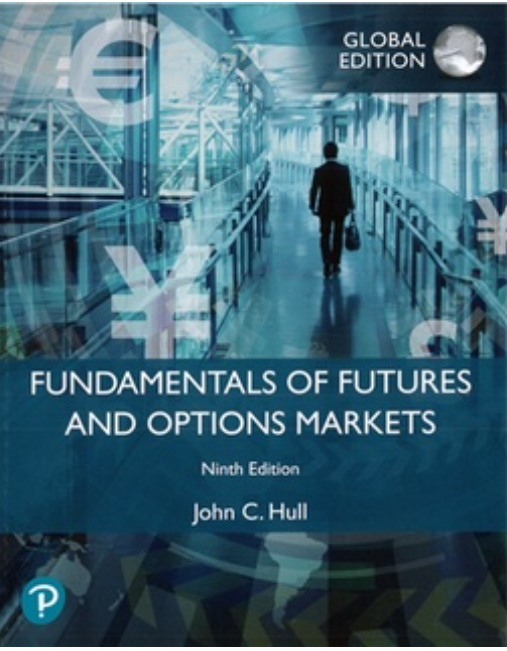 GLOBAL
EDITION
€
¥
¥
FUNDAMENTALS OF FUTURES
AND OPTIONS MARKETS
Ninth Edition
John C. Hull
P